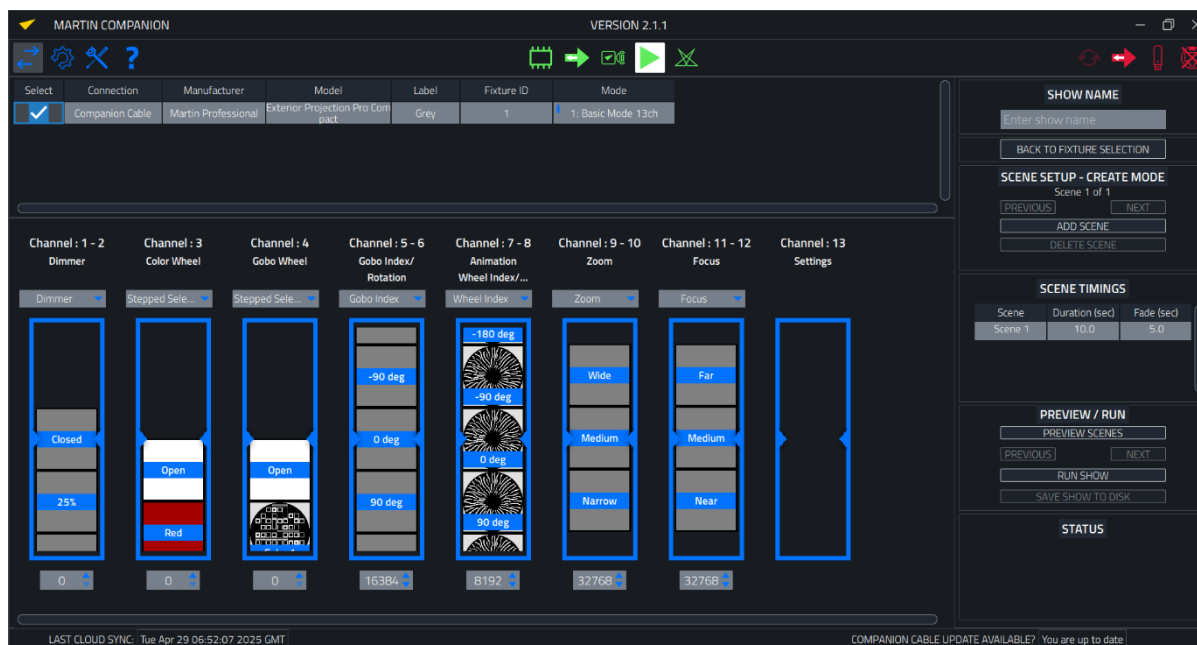 MARTIN COMPANION
VERSION 2.1.1
?
Select Connection Manufacturer Model Label Fixture ID Mode
Companion Cable Martin Professional Exterior Projection Pro Com
pact Grey 1 1: Basic Mode 13ch
Channel : 1 - 2 Channel : 3 Channel : 4 Channel : 5 - 6 Channel : 7 - 8 Channel : 9 - 10 Channel : 11 - 12 Channel : 13
Dimmer Color Wheel Gobo Wheel Gobo Index/ Animation Zoom Focus Settings
Rotation Wheel Index/...
Dimmer Stepped Sele... Stepped Sele... Gobo Index Wheel Index Zoom Focus
-180 deg
-90 deg Wide Far
-90 deg
Closed 0 deg Medium Medium
0 deg
Open Open
25% 90 deg Narrow Near
90 deg
Red
0 0 0 16384 8192 32768 32768
SHOW NAME
Enter show name
BACK TO FIXTURE SELECTION
SCENE SETUP - CREATE MODE
Scene 1 of 1
PREVIOUS NEXT
ADD SCENE
DELETE SCENE
SCENE TIMINGS
Scene Duration (sec) Fade (sec)
Scene 1 10.0 5.0
PREVIEW / RUN
PREVIEW SCENES
PREVIOUS NEXT
RUN SHOW
SAVE SHOW TO DISK
STATUS
LAST CLOUD SYNC: Tue Apr 29 06:52:07 2025 GMT
COMPANION CABLE UPDATE AVAILABLE? You are up to date